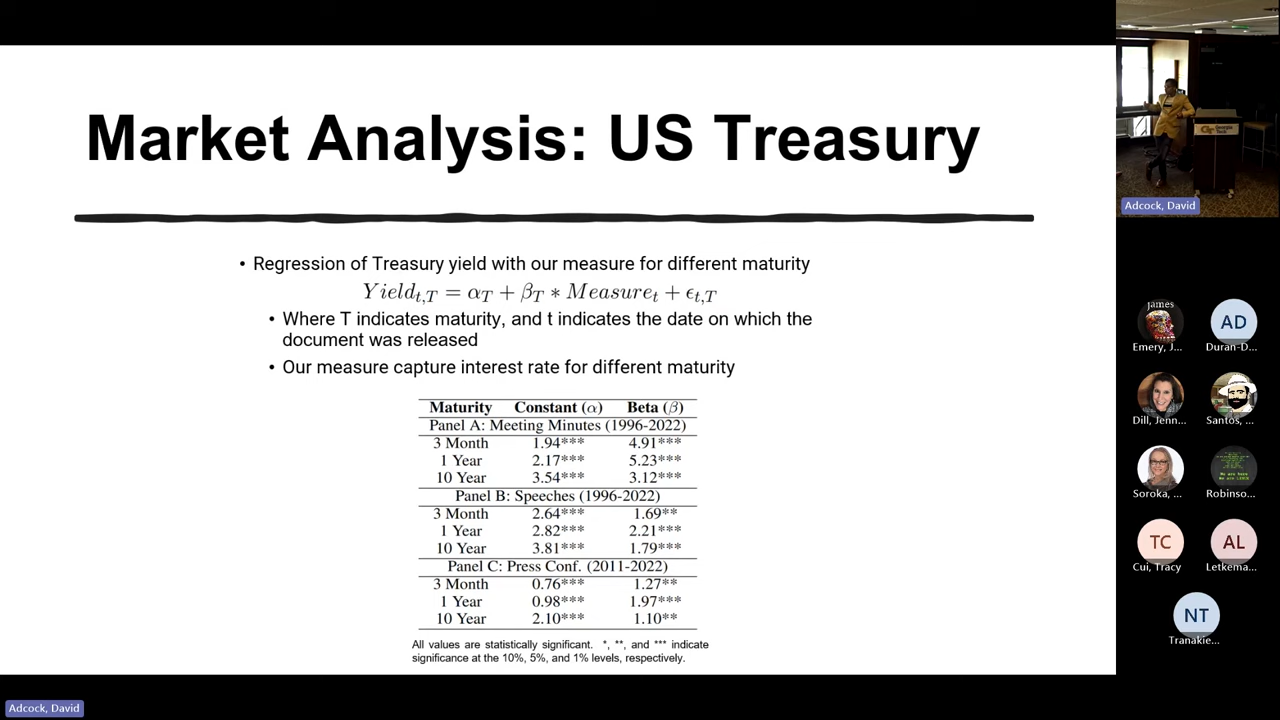 Market Analysis: US Treasury
• Regression of Treasury yield with our measure for different maturity
Yield_{t,T} = α_T + β_T ∗ Measure_t + ϵ_{t,T}
• Where T indicates maturity, and t indicates the date on which the
document was released
• Our measure capture interest rate for different maturity
Maturity Constant (α) Beta (β)
Panel A: Meeting Minutes (1996-2022)
3 Month 1.94*** 4.91***
1 Year 2.17*** 5.23***
10 Year 3.54*** 3.12***
Panel B: Speeches (1996-2022)
3 Month 2.64*** 1.69**
1 Year 2.82*** 2.21***
10 Year 3.81*** 1.79***
Panel C: Press Conf. (2011-2022)
3 Month 0.76*** 1.27**
1 Year 0.98*** 1.97***
10 Year 2.10*** 1.10**
All values are statistically significant. *, **, and *** indicate
significance at the 10%, 5%, and 1% levels, respectively.
Georgia
Tech
Adcock, David
james
Emery, J...
AD
Duran-D...
Dill, Jenn...
Santos, ...
Soroka, ...
Robinso...
TC
Cui, Tracy
AL
Letkema...
NT
Tranakie...
Adcock, David